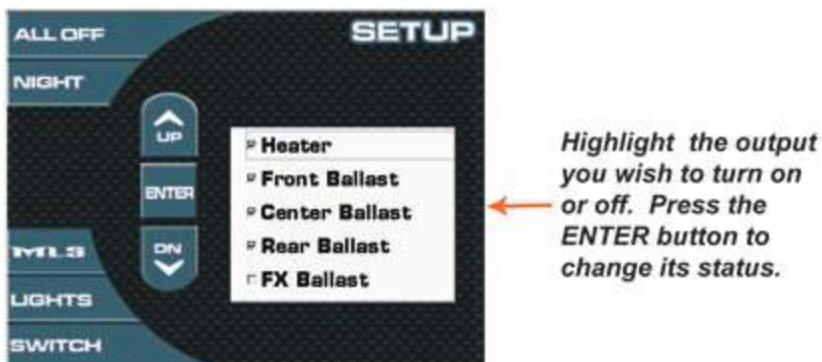 ALL OFF
SETUP
NIGHT
UP
ENTER
DN
Heater
Front Ballast
Center Ballast
Rear Ballast
FX Ballast
MLS
LIGHTS
SWITCH
Highlight the output
you wish to turn on
or off. Press the
ENTER button to
change its status.